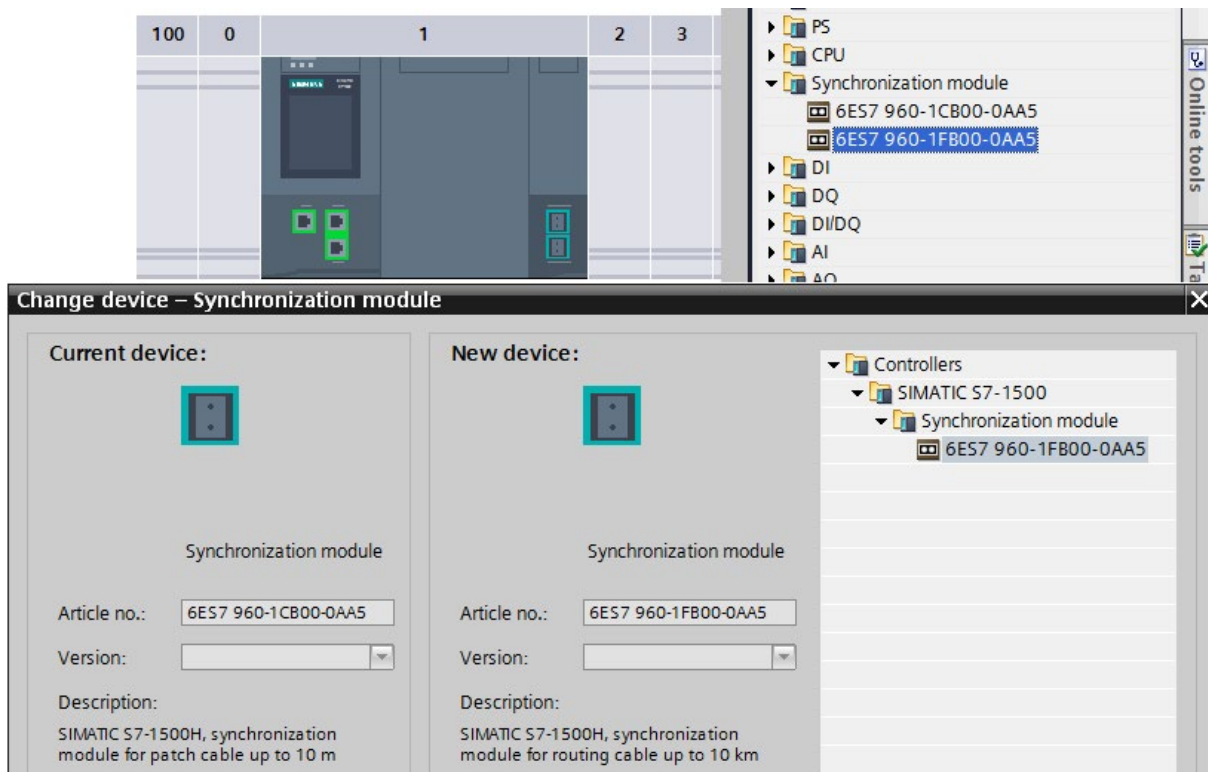 100 0 1 2 3
SIEMENS
PS
CPU
Synchronization module
6ES7 960-1CB00-0AA5
6ES7 960-1FB00-0AA5
DI
DQ
DI/DQ
AI
AQ
Online tools
Change device – Synchronization module
Current device:
Synchronization module
Article no.: 6ES7 960-1CB00-0AA5
Version:
Description:
SIMATIC S7-1500H, synchronization
module for patch cable up to 10 m
New device:
Synchronization module
Article no.: 6ES7 960-1FB00-0AA5
Version:
Description:
SIMATIC S7-1500H, synchronization
module for routing cable up to 10 km
Controllers
SIMATIC S7-1500
Synchronization module
6ES7 960-1FB00-0AA5